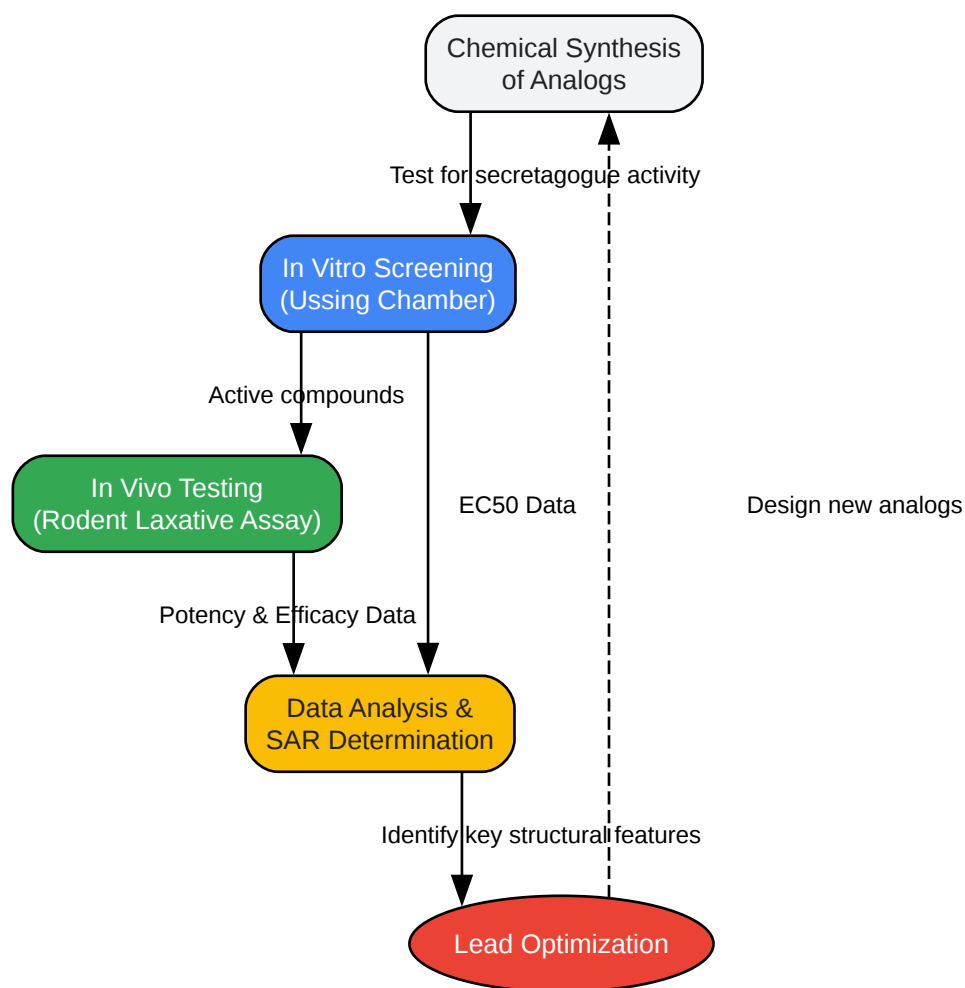 Chemical Synthesis
of Analogs
Test for secretagogue activity
In Vitro Screening
(Ussing Chamber)
Active compounds
In Vivo Testing
(Rodent Laxative Assay)
EC50 Data
Design new analogs
Potency & Efficacy Data
Data Analysis &
SAR Determination
Identify key structural features
Lead Optimization